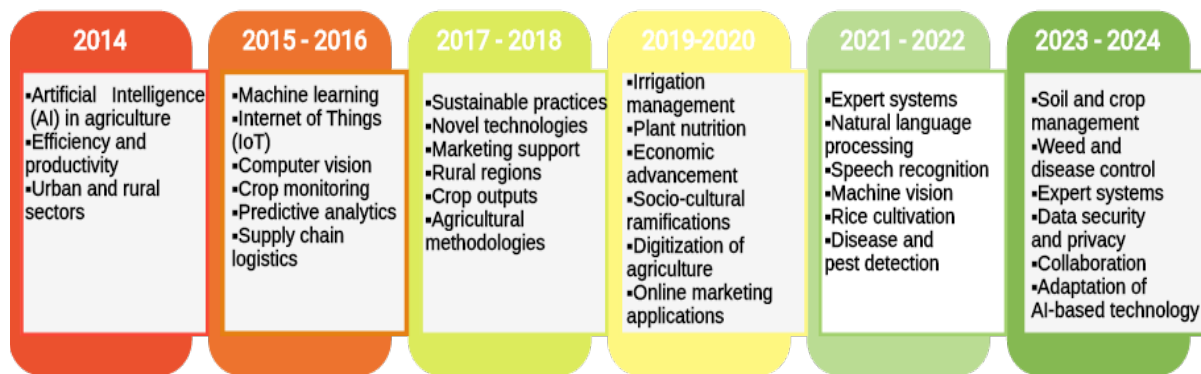 2014
▪Artificial Intelligence
(AI) in agriculture
▪Efficiency and
productivity
▪Urban and rural
sectors
2015 - 2016
▪Machine learning
▪Internet of Things
(IoT)
▪Computer vision
▪Crop monitoring
▪Predictive analytics
▪Supply chain
logistics
2017 - 2018
▪Sustainable practices
▪Novel technologies
▪Marketing support
▪Rural regions
▪Crop outputs
▪Agricultural
methodologies
2019-2020
▪Irrigation
management
▪Plant nutrition
▪Economic
advancement
▪Socio-cultural
ramifications
▪Digitization of
agriculture
▪Online marketing
applications
2021 - 2022
▪Expert systems
▪Natural language
processing
▪Speech recognition
▪Machine vision
▪Rice cultivation
▪Disease and
pest detection
2023 - 2024
▪Soil and crop
management
▪Weed and
disease control
▪Expert systems
▪Data security
and privacy
▪Collaboration
▪Adaptation of
AI-based technology